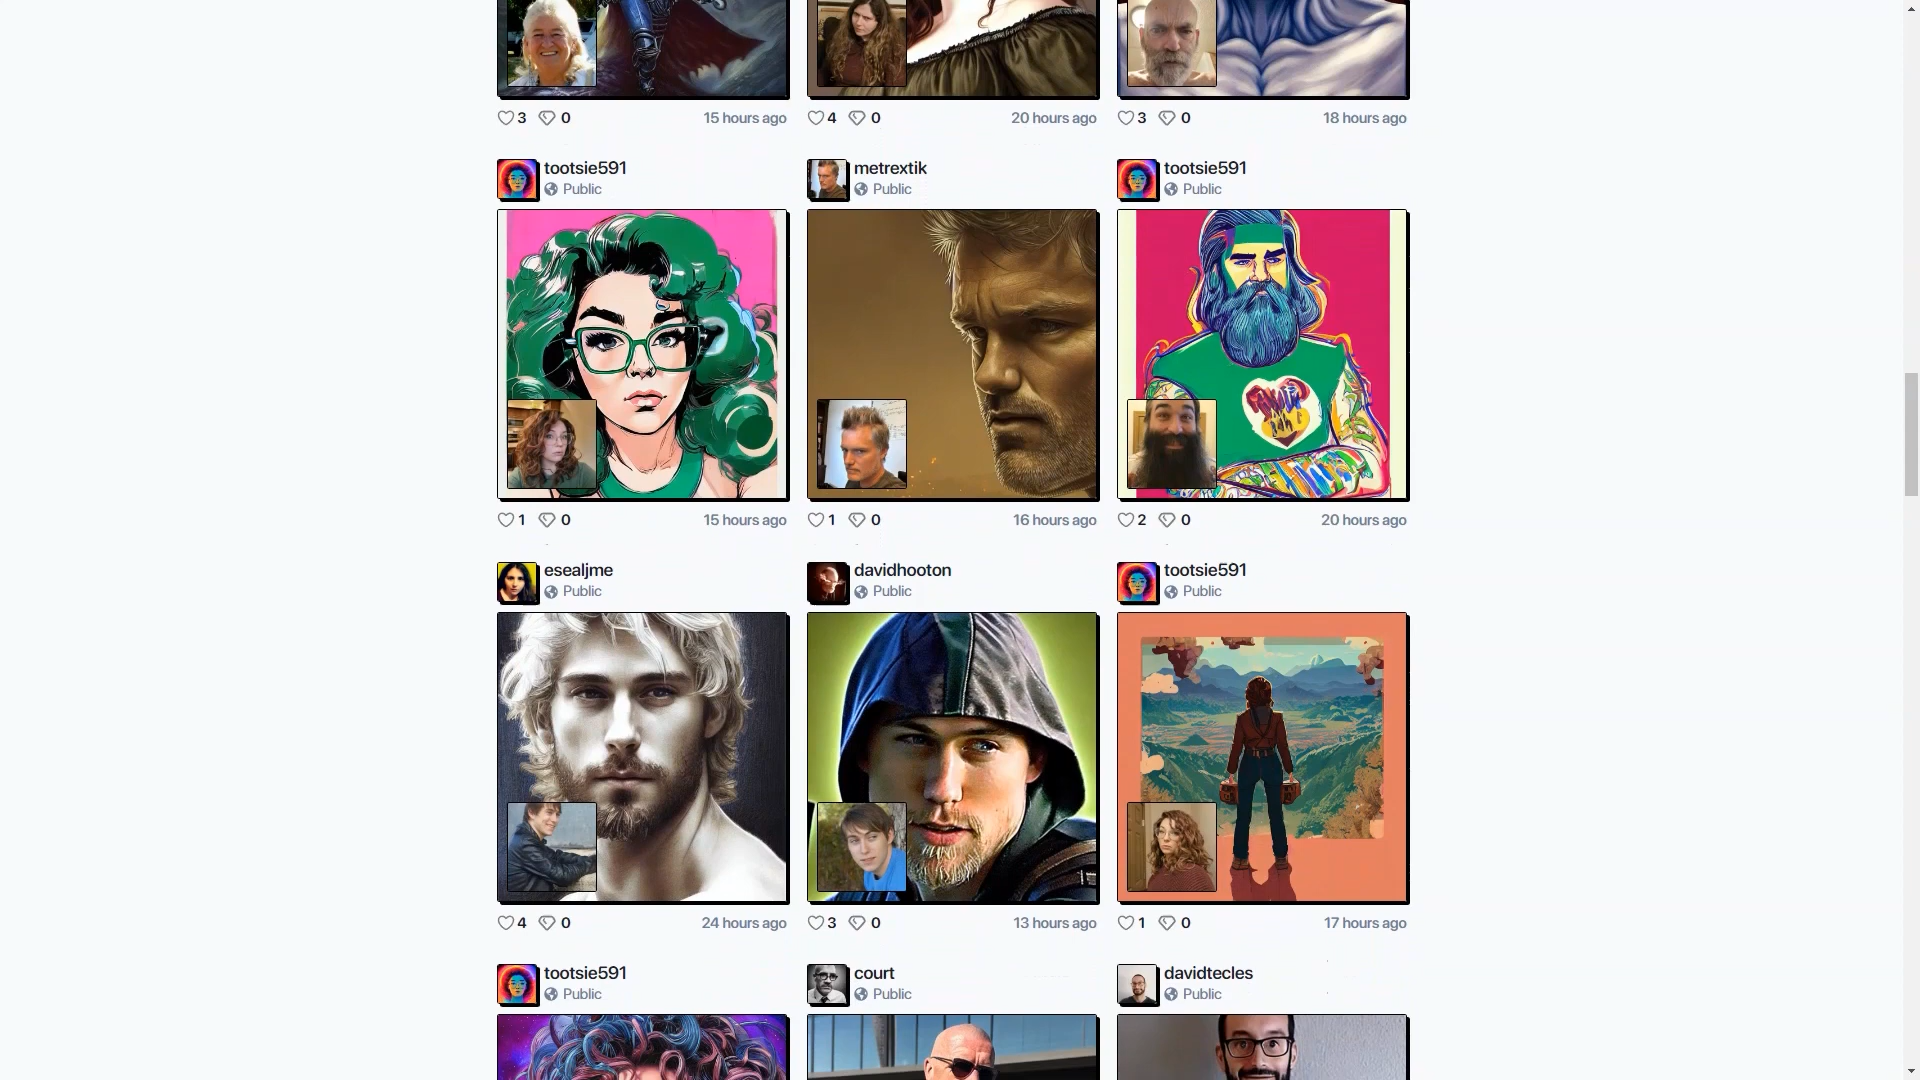 3 0 15 hours ago
4 0 20 hours ago
3 0 18 hours ago
tootsie591
Public
metrextik
Public
tootsie591
Public
1 0 15 hours ago
1 0 16 hours ago
2 0 20 hours ago
esealjme
Public
davidhooton
Public
tootsie591
Public
4 0 24 hours ago
3 0 13 hours ago
1 0 17 hours ago
tootsie591
Public
court
Public
davidtecles
Public